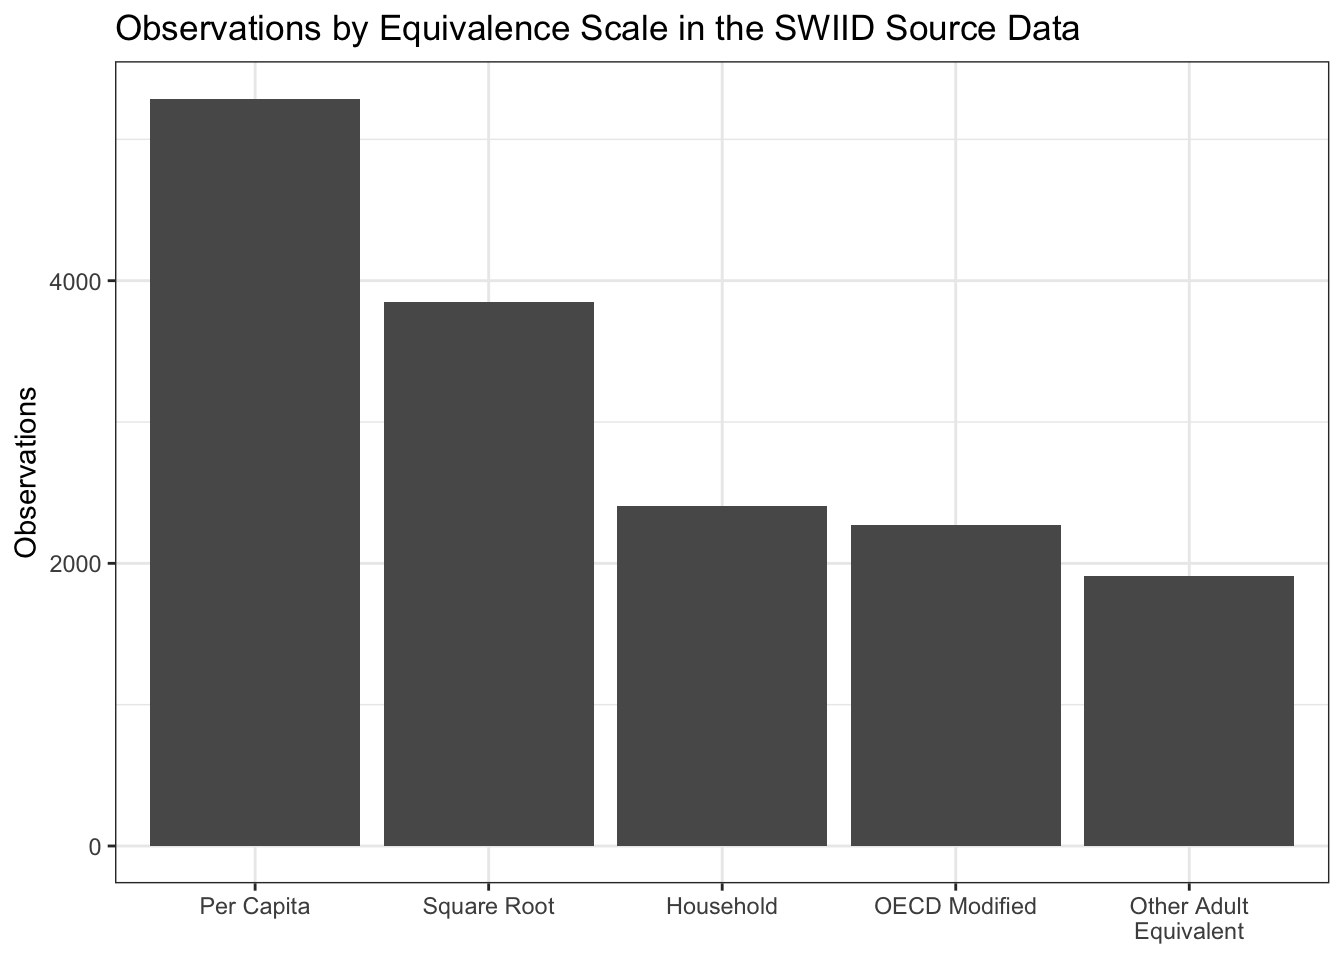 Observations by Equivalence Scale in the SWIID Source Data
Observations
4000
2000
0
Per Capita
Square Root
Household
OECD Modified
Other Adult
Equivalent